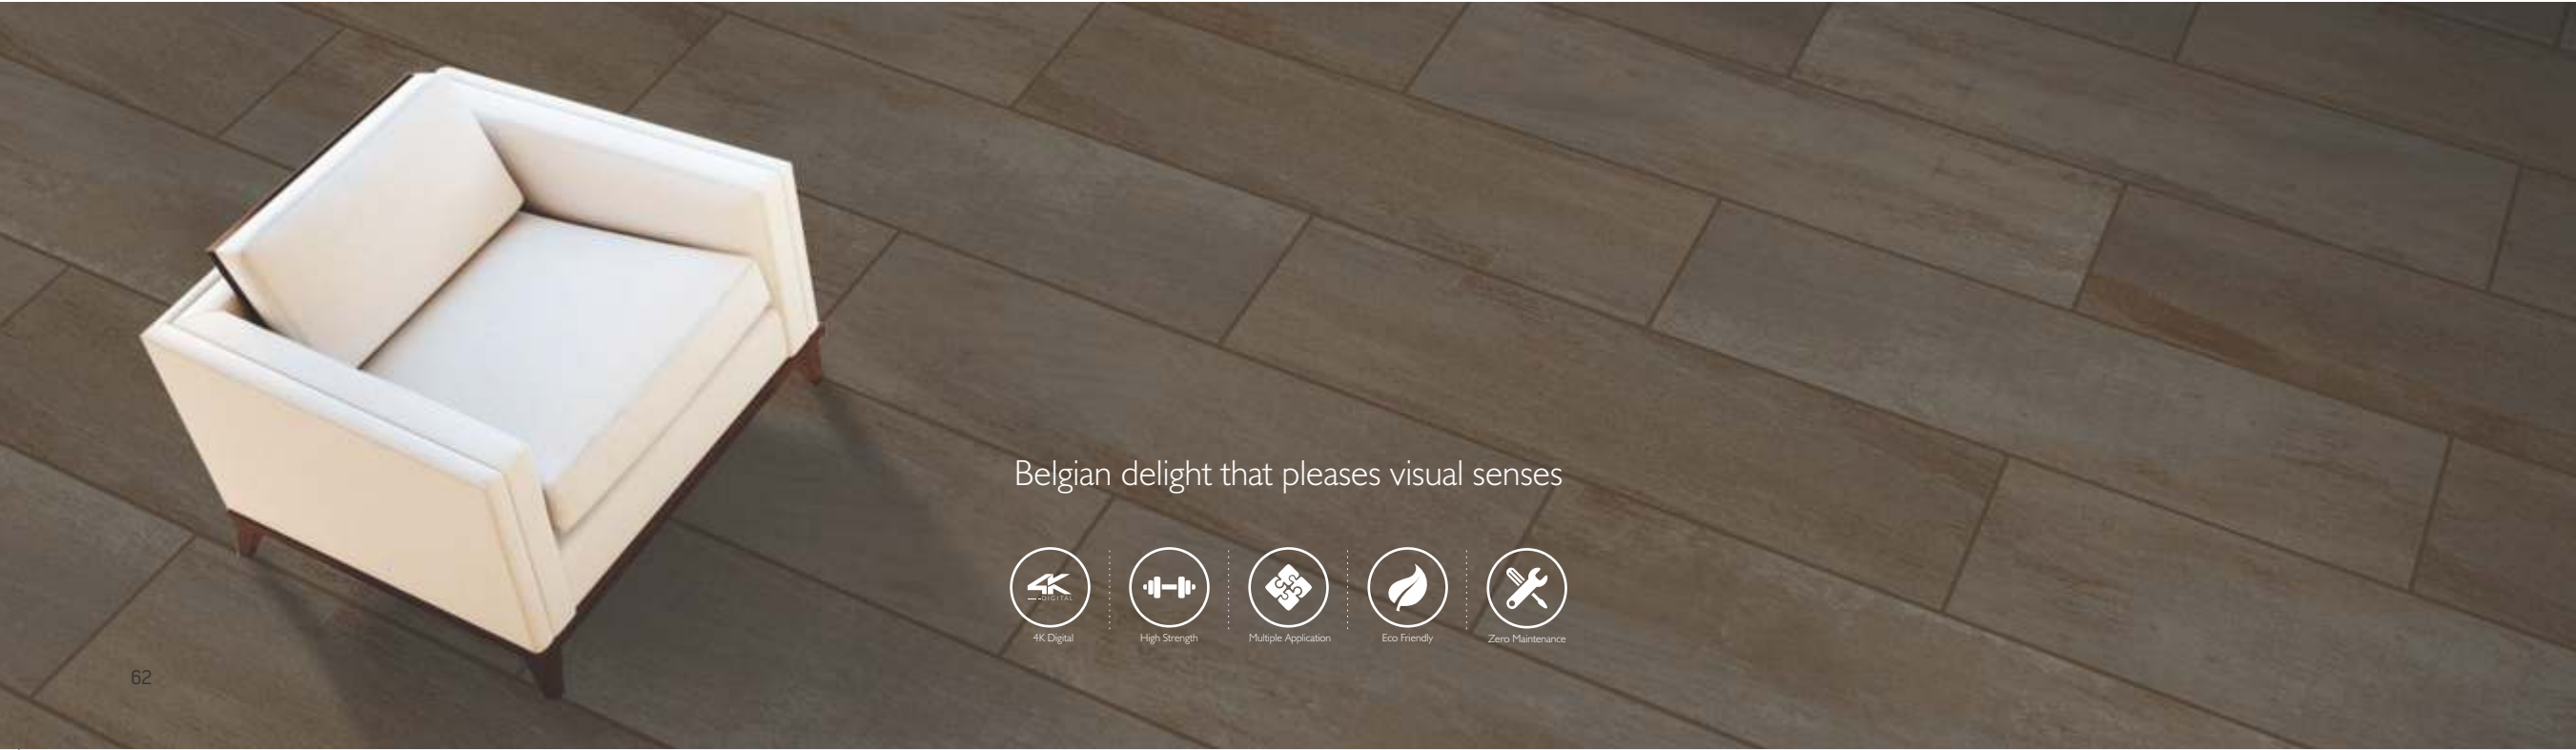 Belgian delight that pleases visual senses
4K
DIGITAL
4K Digital
High Strength
Multiple Application
Eco Friendly
Zero Maintenance
62